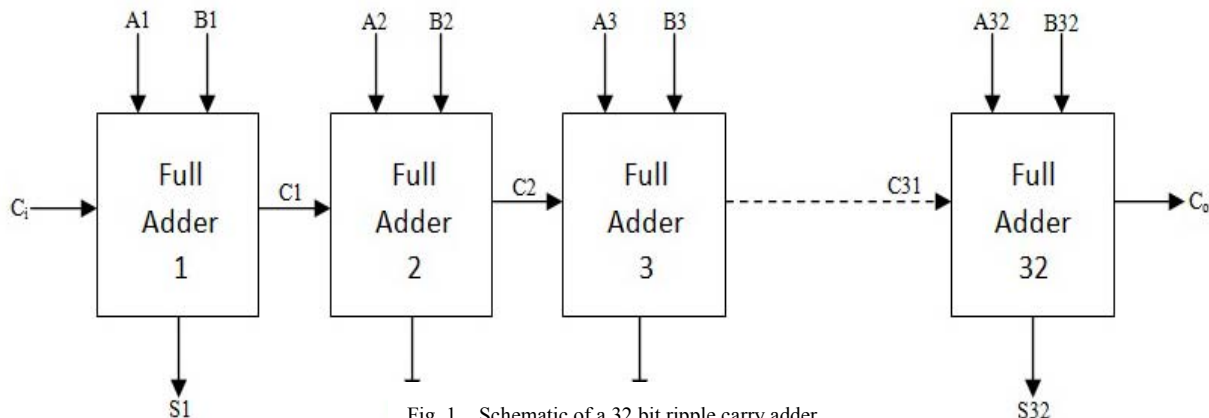 A1 B1 A2 B2 A3 B3 A32 B32
Full Adder 1
Full Adder 2
Full Adder 3
Full Adder 32
Ci C1 C2 C31 Co
S1 S32
Fig. 1. Schematic of a 32 bit ripple carry adder